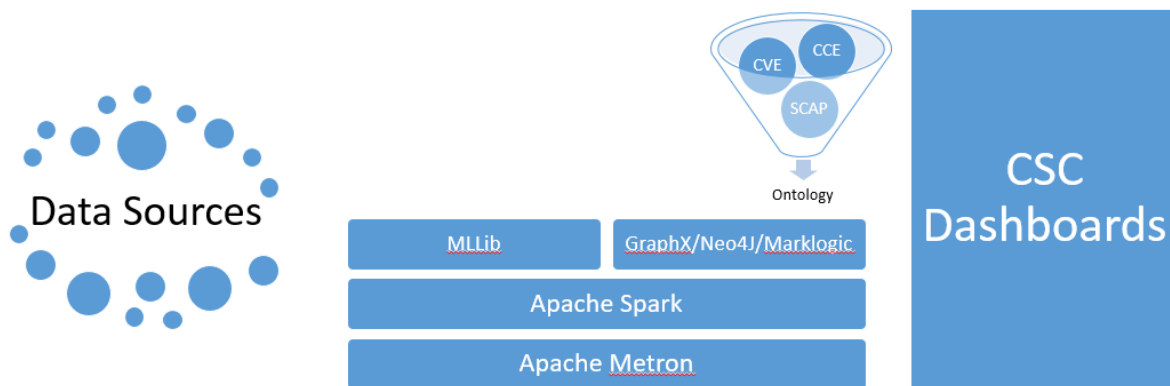 Data Sources
CVE
CCE
SCAP
Ontology
MLLib
GraphX/Neo4J/Marklogic
Apache Spark
Apache Metron
CSC
Dashboards